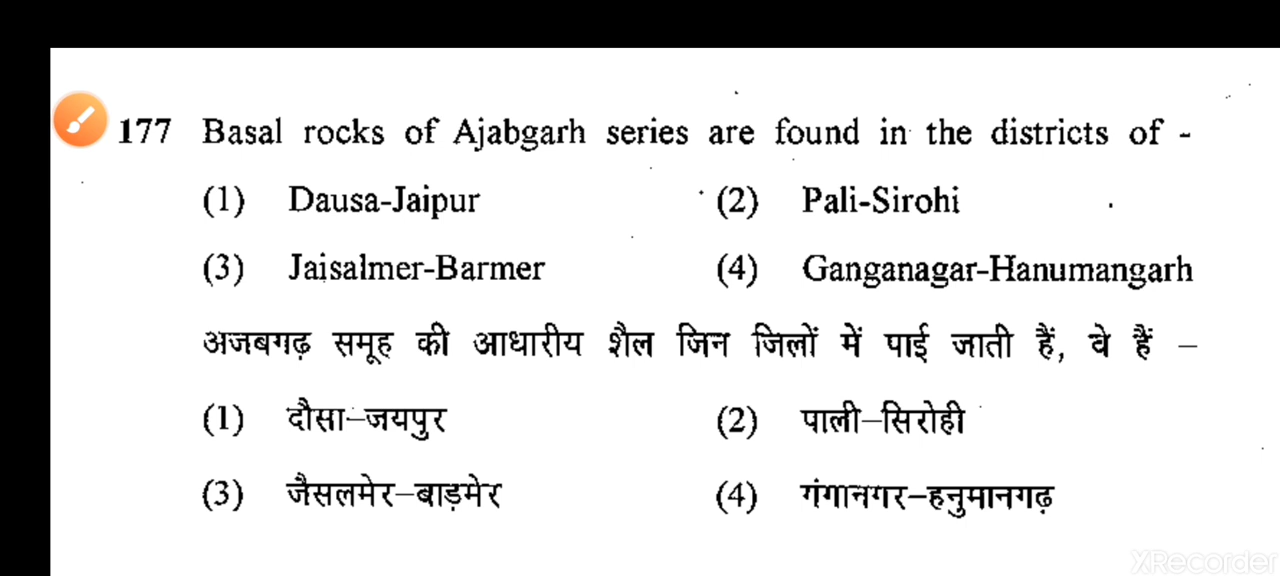 177 Basal rocks of Ajabgarh series are found in the districts of -
(1) Dausa-Jaipur (2) Pali-Sirohi
(3) Jaisalmer-Barmer (4) Ganganagar-Hanumangarh
अजबगढ़ समूह की आधारीय शैल जिन जिलों में पाई जाती हैं, वे हैं –
(1) दौसा–जयपुर (2) पाली–सिरोही
(3) जैसलमेर–बाड़मेर (4) गंगानगर–हनुमानगढ़
XRecorder